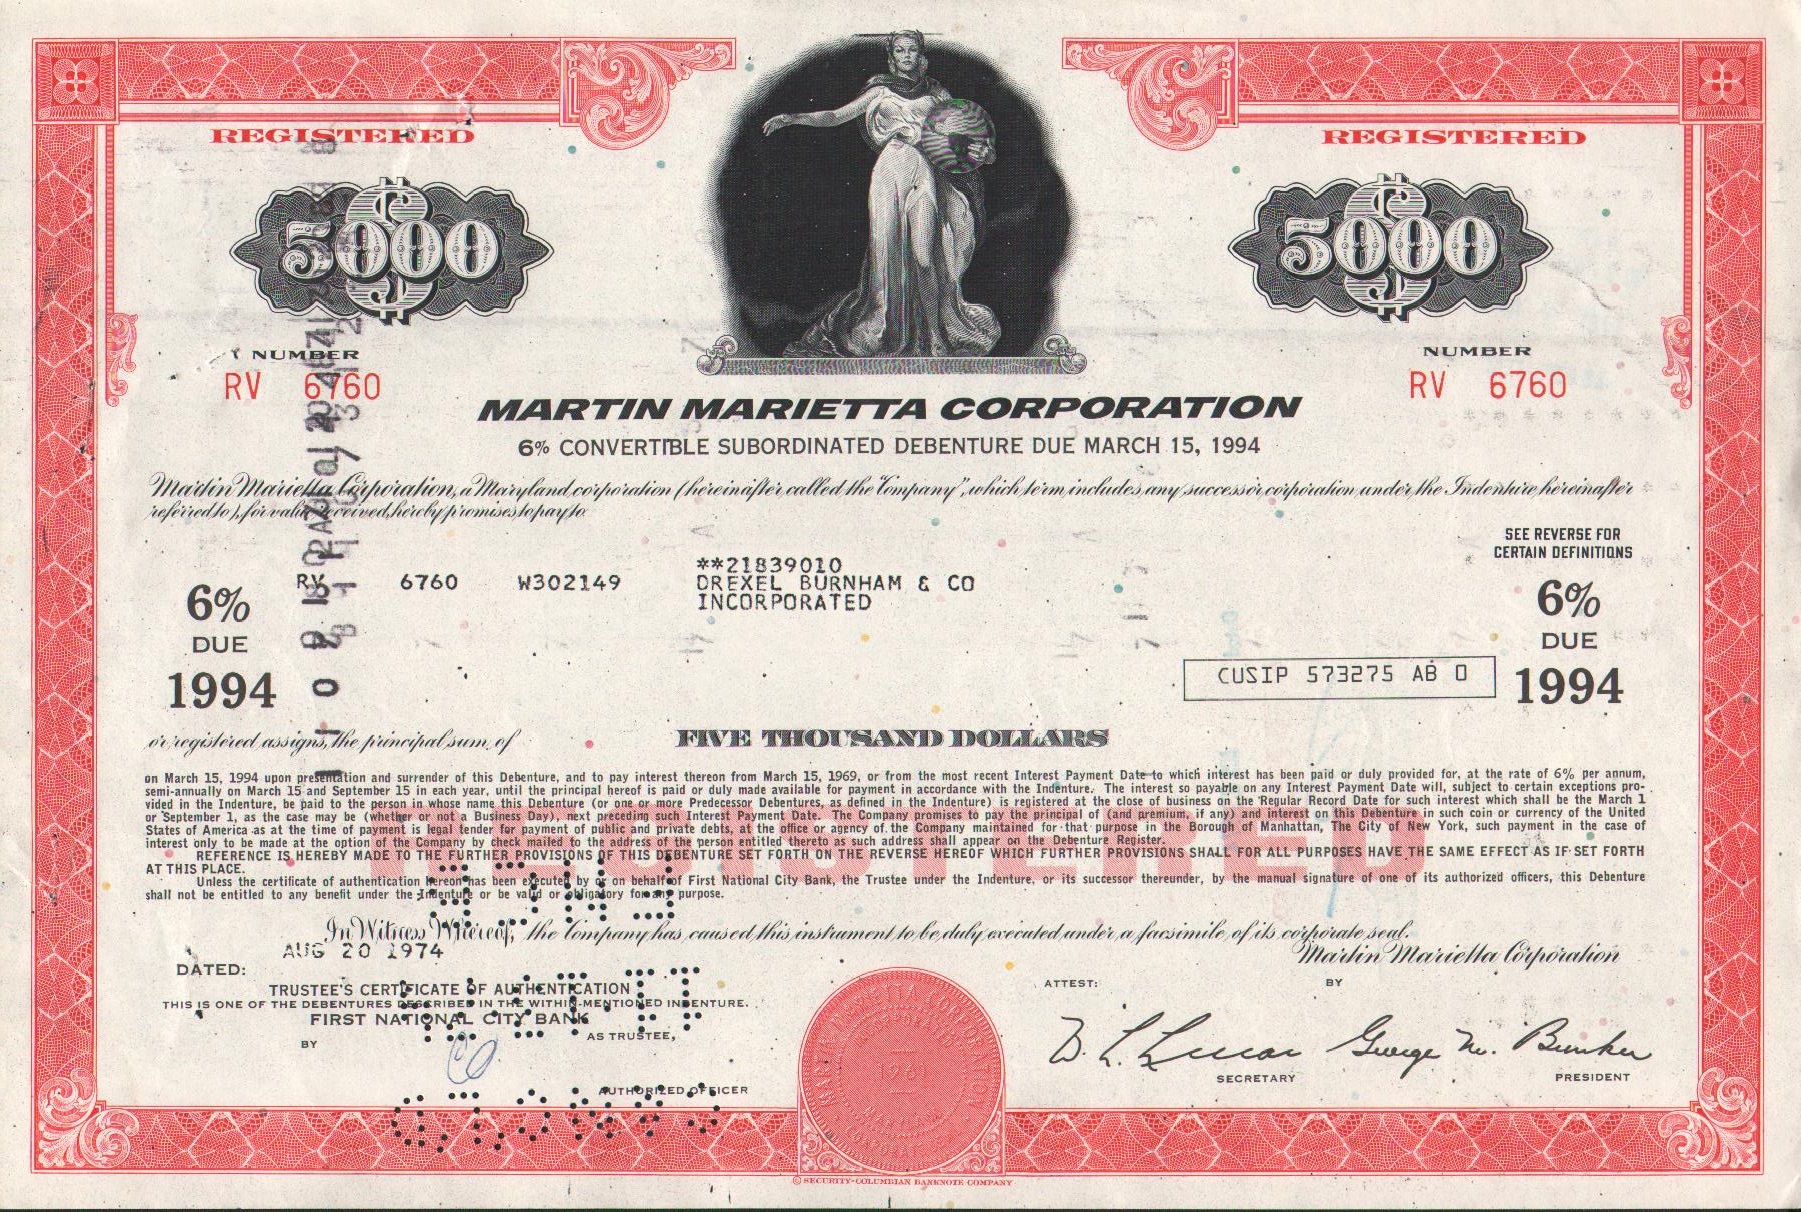 REGISTERED
REGISTERED
$5000
$5000
NUMBER
NUMBER
RV 6760
RV 6760
MARTIN MARIETTA CORPORATION
6% CONVERTIBLE SUBORDINATED DEBENTURE DUE MARCH 15, 1994
Martin Marietta Corporation, a Maryland corporation (hereinafter called the "Company", which term includes any successor corporation under the Indenture hereinafter
referred to), for value received, hereby promises to pay to
SEE REVERSE FOR
CERTAIN DEFINITIONS
**21839010
RV 6760 W302149 DREXEL BURNHAM & CO
INCORPORATED
6%
DUE
1994
6%
DUE
1994
CUSIP 573275 AB 0
or registered assigns, the principal sum of FIVE THOUSAND DOLLARS
on March 15, 1994 upon presentation and surrender of this Debenture, and to pay interest thereon from March 15, 1969, or from the most recent Interest Payment Date to which interest has been paid or duly provided for, at the rate of 6% per annum,
semi-annually on March 15 and September 15 in each year, until the principal hereof is paid or duly made available for payment in accordance with the Indenture. The interest so payable on any Interest Payment Date will, subject to certain exceptions pro-
vided in the Indenture, be paid to the person in whose name this Debenture (or one or more Predecessor Debentures, as defined in the Indenture) is registered at the close of business on the Regular Record Date for such interest which shall be the March 1
or September 1, as the case may be (whether or not a Business Day), next preceding such Interest Payment Date. The Company promises to pay the principal of (and premium, if any) and interest on this Debenture in such coin or currency of the United
States of America as at the time of payment is legal tender for payment of public and private debts, at the office or agency of the Company maintained for that purpose in the Borough of Manhattan, The City of New York, such payment in the case of
interest only to be made at the option of the Company by check mailed to the address of the person entitled thereto as such address shall appear on the Debenture Register.
REFERENCE IS HEREBY MADE TO THE FURTHER PROVISIONS OF THIS DEBENTURE SET FORTH ON THE REVERSE HEREOF WHICH FURTHER PROVISIONS SHALL FOR ALL PURPOSES HAVE THE SAME EFFECT AS IF SET FORTH
AT THIS PLACE.
Unless the certificate of authentication hereon has been executed by or on behalf of First National City Bank, the Trustee under the Indenture, or its successor thereunder, by the manual signature of one of its authorized officers, this Debenture
shall not be entitled to any benefit under the Indenture or be valid or obligatory for any purpose.
In Witness Whereof, the Company has caused this instrument to be duly executed under a facsimile of its corporate seal.
AUG 20 1974
DATED:
Martin Marietta Corporation
TRUSTEE'S CERTIFICATE OF AUTHENTICATION
THIS IS ONE OF THE DEBENTURES DESCRIBED IN THE WITHIN-MENTIONED INDENTURE.
FIRST NATIONAL CITY BANK
AS TRUSTEE,
BY
AUTHORIZED OFFICER
ATTEST:
BY
George M. Bunker
SECRETARY
PRESIDENT
MARTIN MARIETTA CORPORATION
1961
© SECURITY-COLUMBIAN BANKNOTE COMPANY